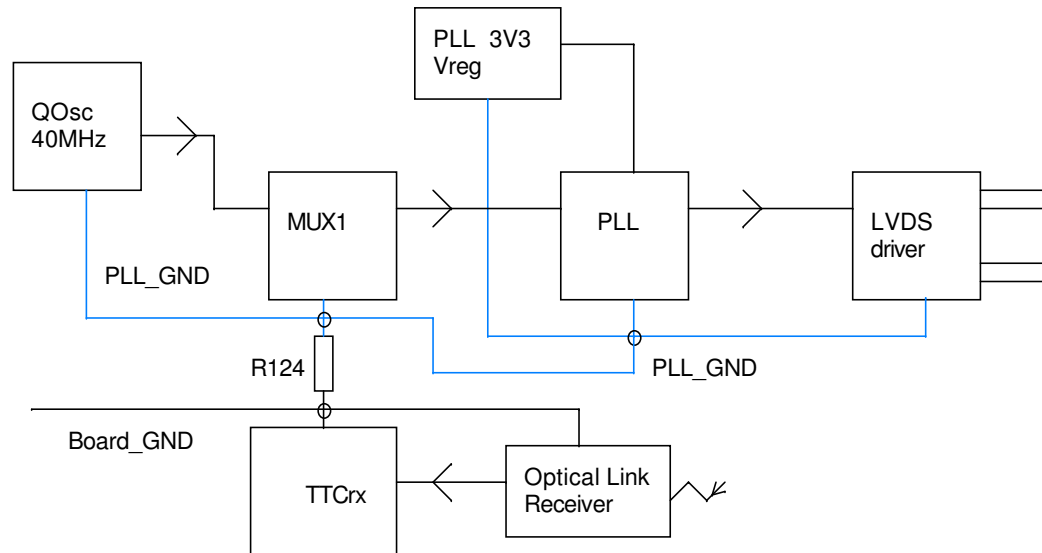 PLL 3V3
Vreg
QOsc
40MHz
MUX1
PLL
LVDS
driver
PLL_GND
R124
PLL_GND
Board_GND
TTCrx
Optical Link
Receiver